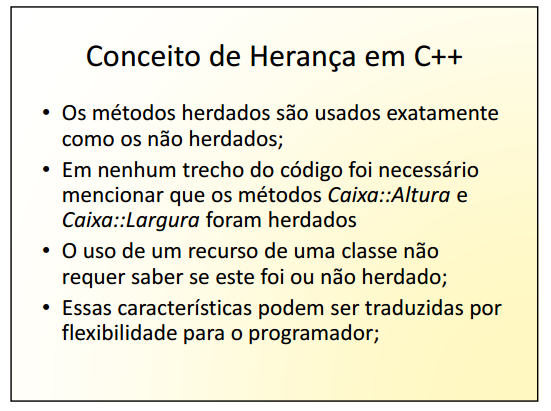 Conceito de Herança em C++
• Os métodos herdados são usados exatamente
como os não herdados;
• Em nenhum trecho do código foi necessário
mencionar que os métodos Caixa::Altura e
Caixa::Largura foram herdados
• O uso de um recurso de uma classe não
requer saber se este foi ou não herdado;
• Essas características podem ser traduzidas por
flexibilidade para o programador;